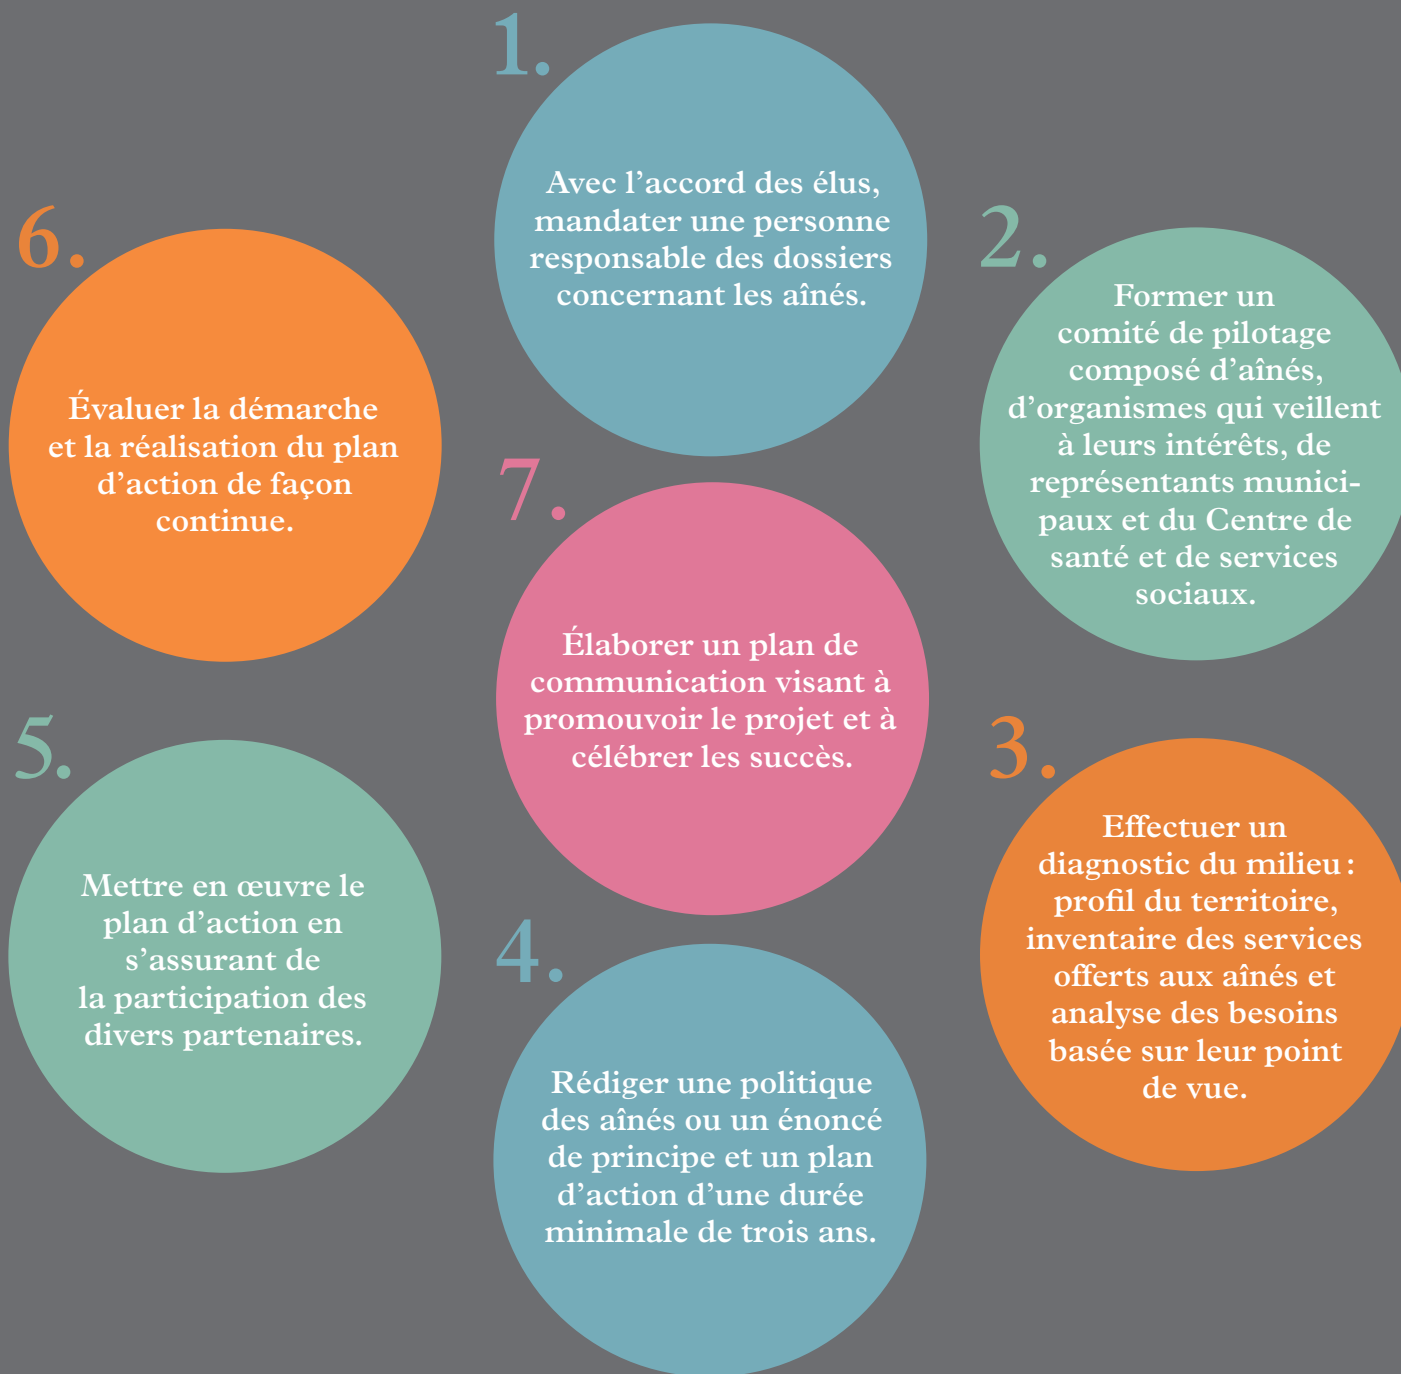 1.
Avec l’accord des élus,
mandater une personne
responsable des dossiers
concernant les aînés.
2.
Former un
comité de pilotage
composé d’aînés,
d’organismes qui veillent
à leurs intérêts, de
représentants munici-
paux et du Centre de
santé et de services
sociaux.
3.
Effectuer un
diagnostic du milieu :
profil du territoire,
inventaire des services
offerts aux aînés et
analyse des besoins
basée sur leur point
de vue.
4.
Rédiger une politique
des aînés ou un énoncé
de principe et un plan
d’action d’une durée
minimale de trois ans.
5.
Mettre en œuvre le
plan d’action en
s’assurant de
la participation des
divers partenaires.
6.
Évaluer la démarche
et la réalisation du plan
d’action de façon
continue.
7.
Élaborer un plan de
communication visant à
promouvoir le projet et à
célébrer les succès.